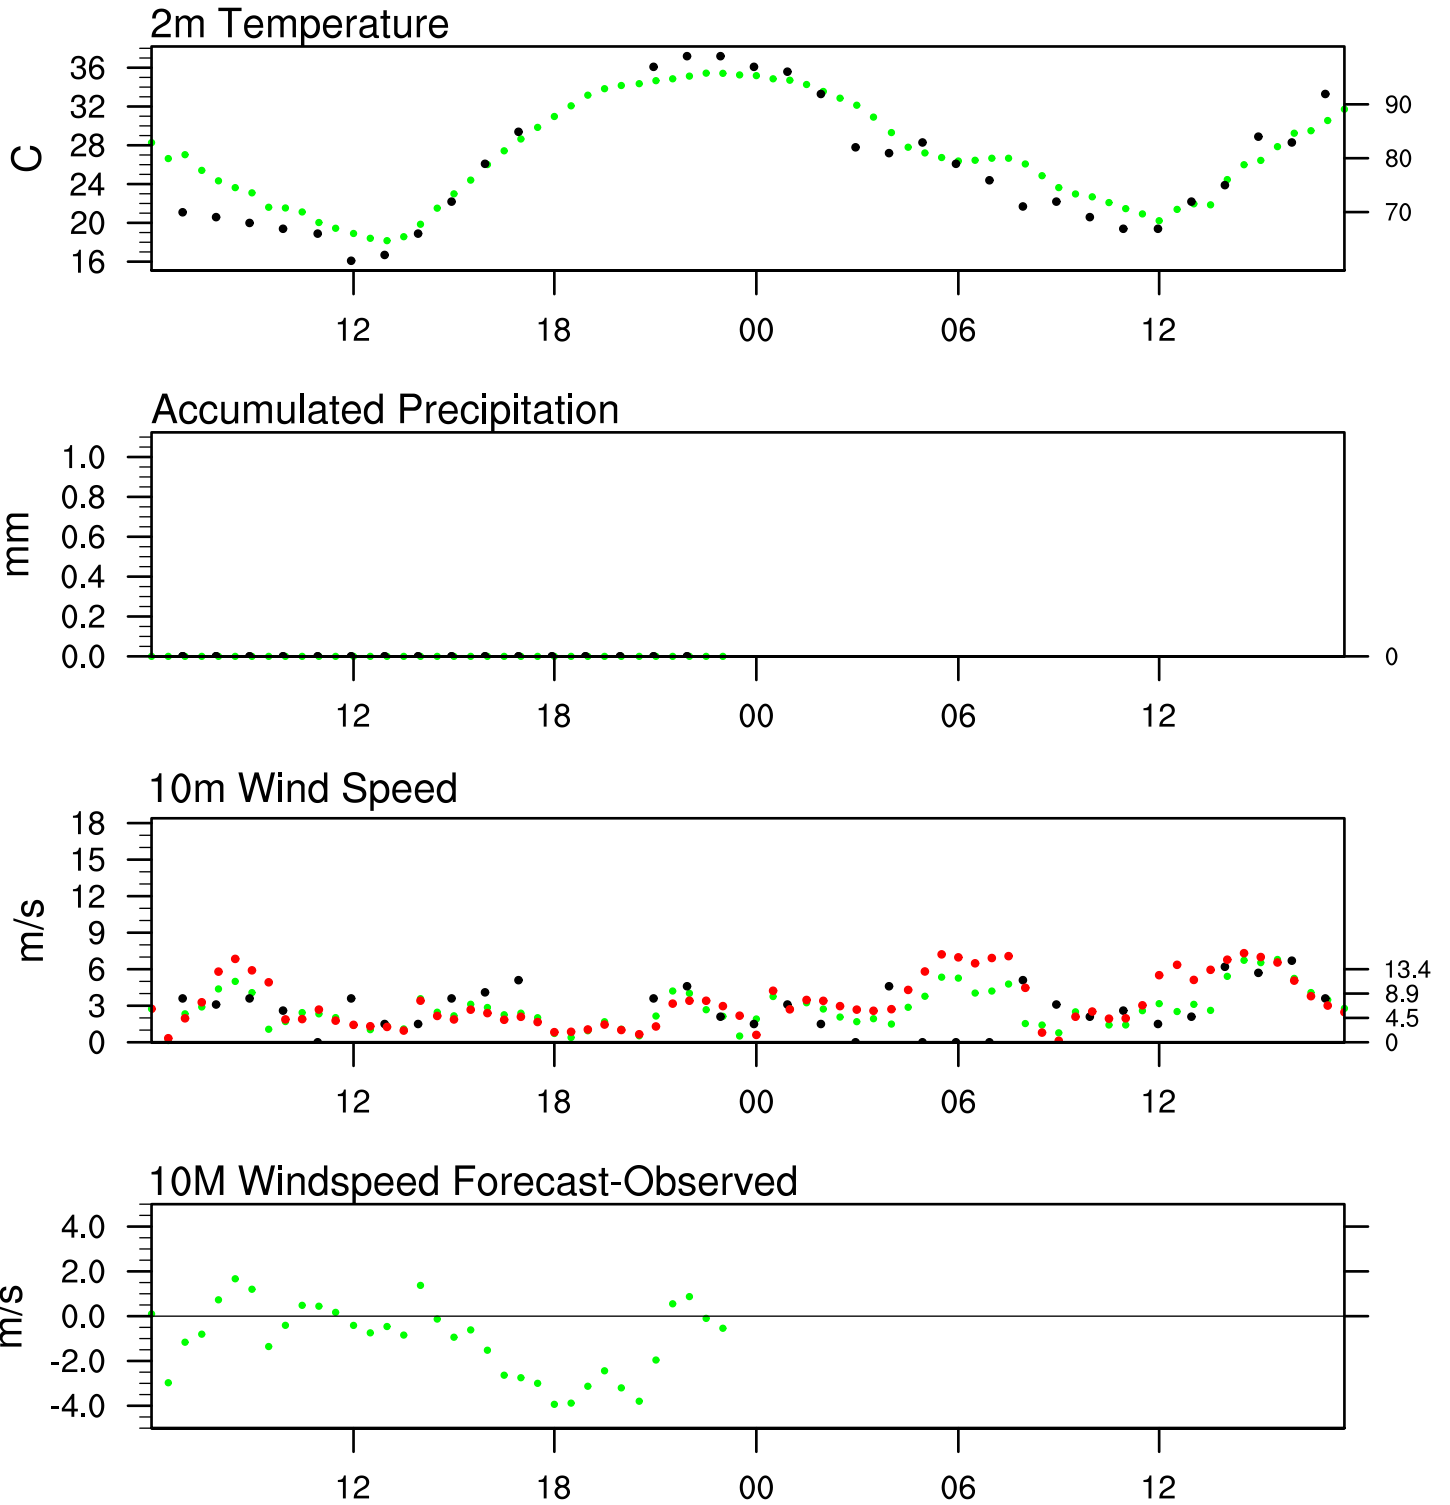 2m Temperature
C
36
32
28
24
20
16
90
80
70
12 18 00 06 12
Accumulated Precipitation
mm
1.0
0.8
0.6
0.4
0.2
0.0
0
12 18 00 06 12
10m Wind Speed
m/s
18
15
12
9
6
3
0
13.4
8.9
4.5
0
12 18 00 06 12
10M Windspeed Forecast-Observed
m/s
4.0
2.0
0.0
-2.0
-4.0
12 18 00 06 12